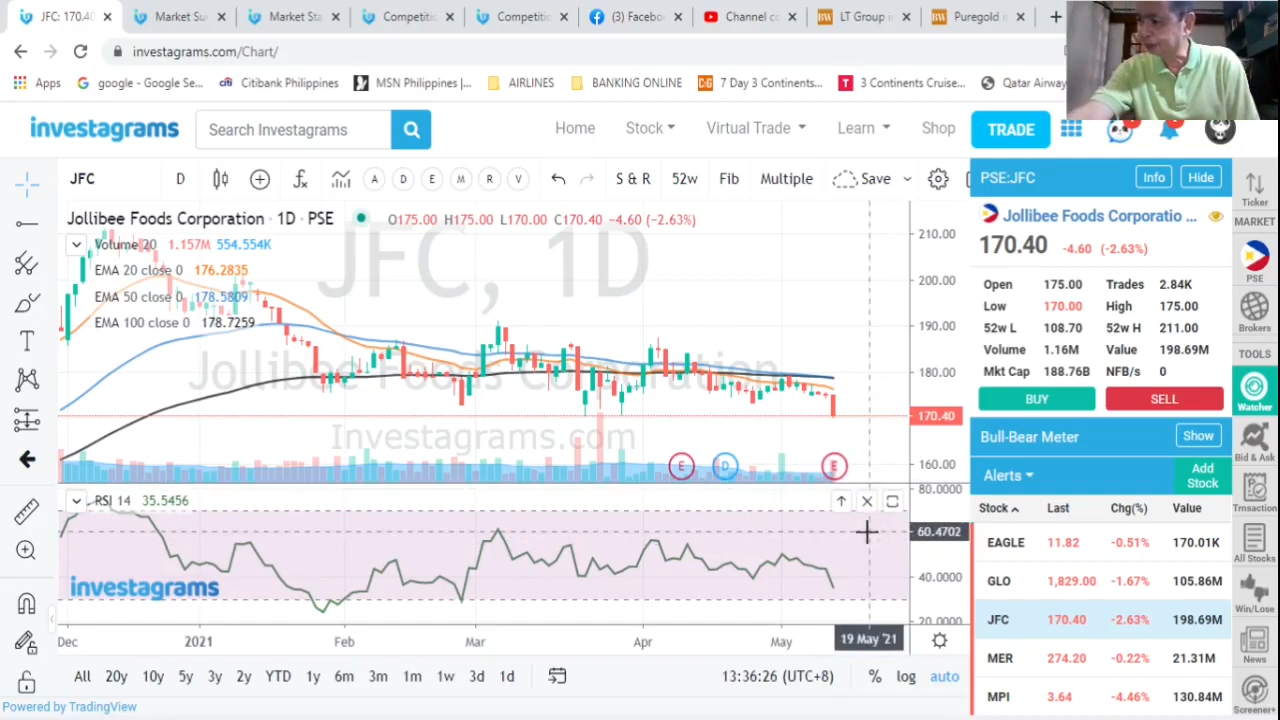 JFC: 170.40
Market Su
Market Sta
Competitic
Competitic
(3) Faceboo
Channel co
LT Group in
Puregold in
investagrams.com/Chart/
Apps
google - Google Se...
Citibank Philippines
MSN Philippines |...
AIRLINES
BANKING ONLINE
7 Day 3 Continents...
3 Continents Cruise...
Qatar Airway
investagrams
Search Investagrams
Home
Stock
Virtual Trade
Learn
Shop
TRADE
JFC
D
A
D
E
M
R
V
S & R
52w
Fib
Multiple
Save
Jollibee Foods Corporation · 1D · PSE
O175.00 H175.00 L170.00 C170.40 -4.60 (-2.63%)
Volume 20 1.157M 554.554K
EMA 20 close 0 176.2835
EMA 50 close 0 178.5809
EMA 100 close 0 178.7259
JFC, 1D
Jollibee Foods Corporation
Investagrams.com
210.00
200.00
190.00
180.00
170.40
160.00
E
D
E
RSI 14 35.5456
80.0000
60.4702
40.0000
20.0000
investagrams
Dec
2021
Feb
Mar
Apr
May
19 May '21
All
20y
10y
5y
3y
2y
YTD
1y
6m
3m
1m
1w
3d
1d
13:36:26 (UTC+8)
%
log
auto
Powered by TradingView
PSE:JFC
Info
Hide
Jollibee Foods Corporatio ...
170.40 -4.60 (-2.63%)
Open 175.00 Trades 2.84K
Low 170.00 High 175.00
52w L 108.70 52w H 211.00
Volume 1.16M Value 198.69M
Mkt Cap 188.76B NFB/s 0
BUY
SELL
Bull-Bear Meter
Show
Alerts
Add
Stock
Stock Last Chg(%) Value
EAGLE 11.82 -0.51% 170.01K
GLO 1,829.00 -1.67% 105.86M
JFC 170.40 -2.63% 198.69M
MER 274.20 -0.22% 21.31M
MPI 3.64 -4.46% 130.84M
Ticker
MARKET
PSE
Brokers
TOOLS
Watcher
Bid & Ask
Trnsaction
All Stocks
Win/Lose
News
Screener+